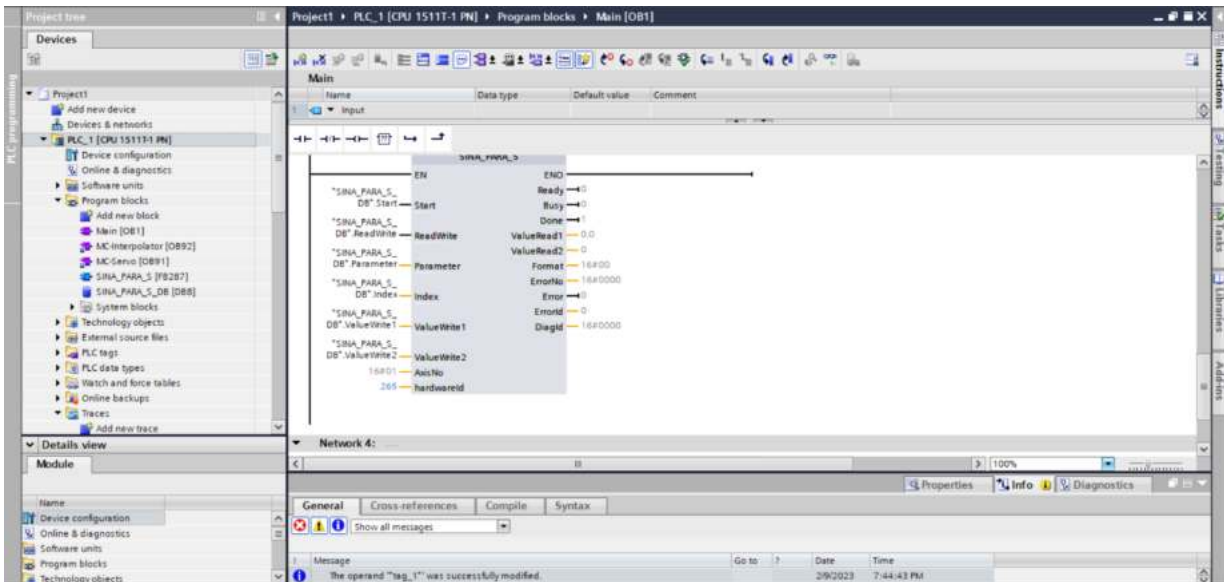 Project tree
Project1 ▸ PLC_1 [CPU 1511T-1 PN] ▸ Program blocks ▸ Main [OB1]
Devices
PLC programming
Main
Name Data type Default value Comment
1 Input
Project1
Add new device
Devices & networks
PLC_1 [CPU 1511T-1 PN]
Device configuration
Online & diagnostics
Software units
Program blocks
Add new block
Main [OB1]
MC-Interpolator [OB92]
MC-Servo [OB91]
SINA_PARA_S [FB287]
SINA_PARA_S_DB [DB8]
System blocks
Technology objects
External source files
PLC tags
PLC data types
Watch and force tables
Online backups
Traces
Add new trace
SINA_PARA_S
EN ENO
Ready 0
"SINA_PARA_S_
DB".Start Start Busy 0
"SINA_PARA_S_ Done 1
DB".ReadWrite ReadWrite ValueRead1 0.0
"SINA_PARA_S_ ValueRead2 0
DB".Parameter Parameter Format 16#00
"SINA_PARA_S_ ErrorNo 16#0000
DB".Index Index Error 0
"SINA_PARA_S_ ErrorId 0
DB".ValueWrite1 ValueWrite1 DiagId 16#0000
"SINA_PARA_S_
DB".ValueWrite2 ValueWrite2
16#01 AxisNo
265 hardwareId
Network 4: .....
100%
Instructions
Testing
Tasks
Libraries
Add-ins
Details view
Module
Name
Device configuration
Online & diagnostics
Software units
Program blocks
Technology objects
Properties Info Diagnostics
General Cross-references Compile Syntax
Show all messages
! Message Go to ? Date Time
The operand '"tag_1"' was successfully modified. 2/9/2023 7:44:43 PM